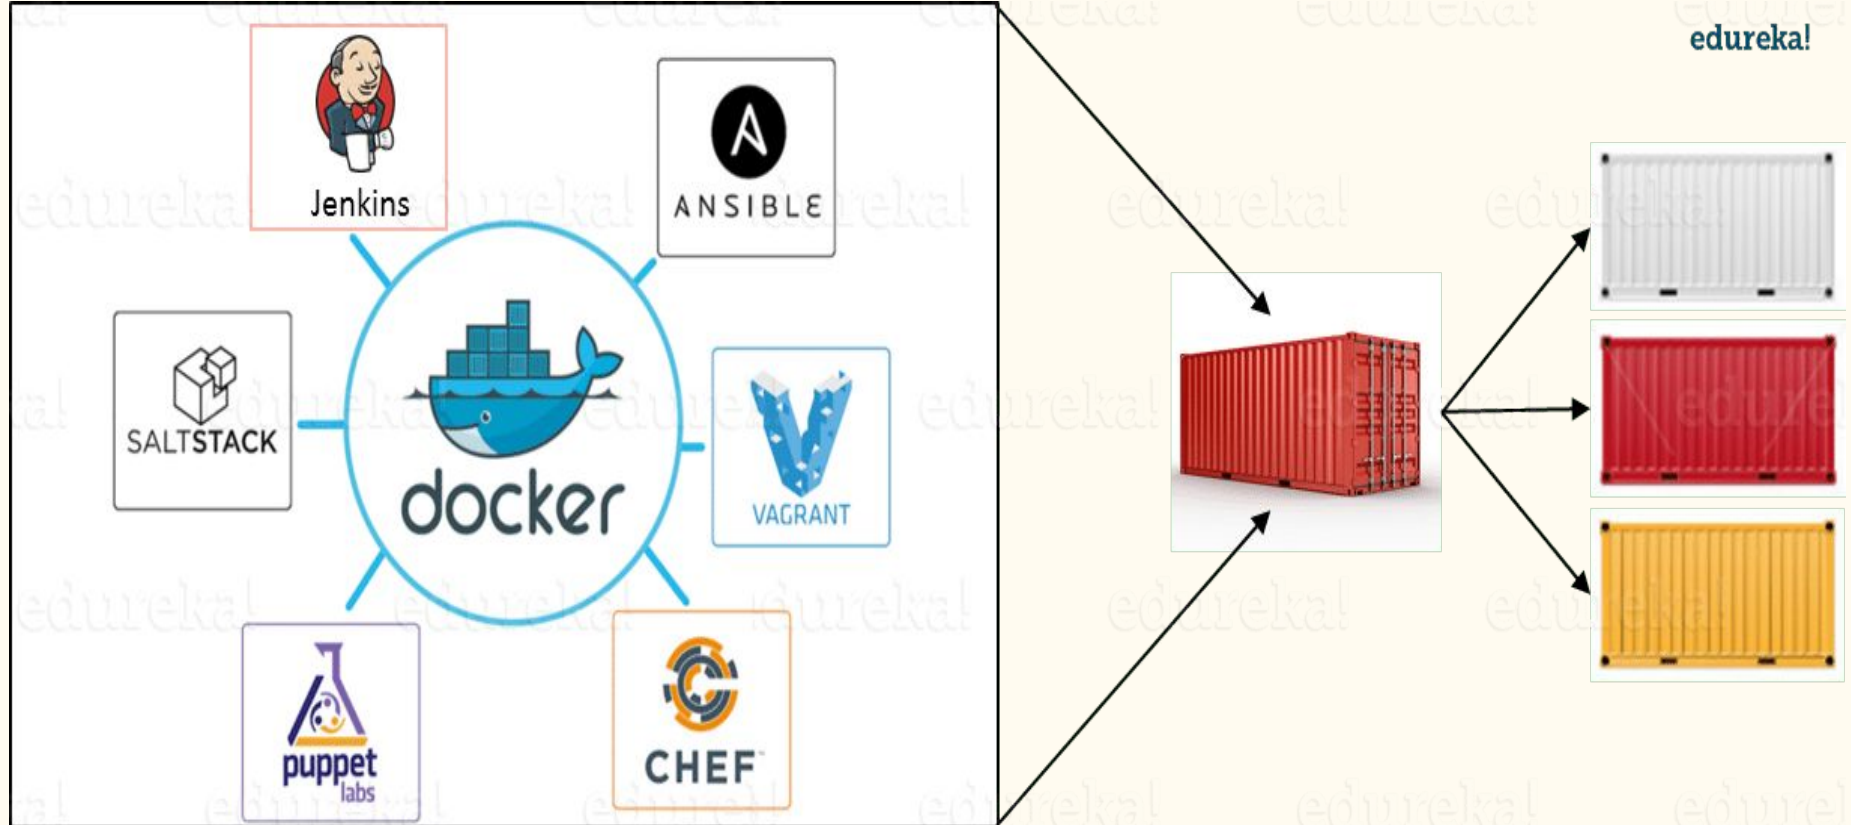 edureka!
Jenkins
ANSIBLE
SALTSTACK
docker
VAGRANT
puppet
labs
CHEF